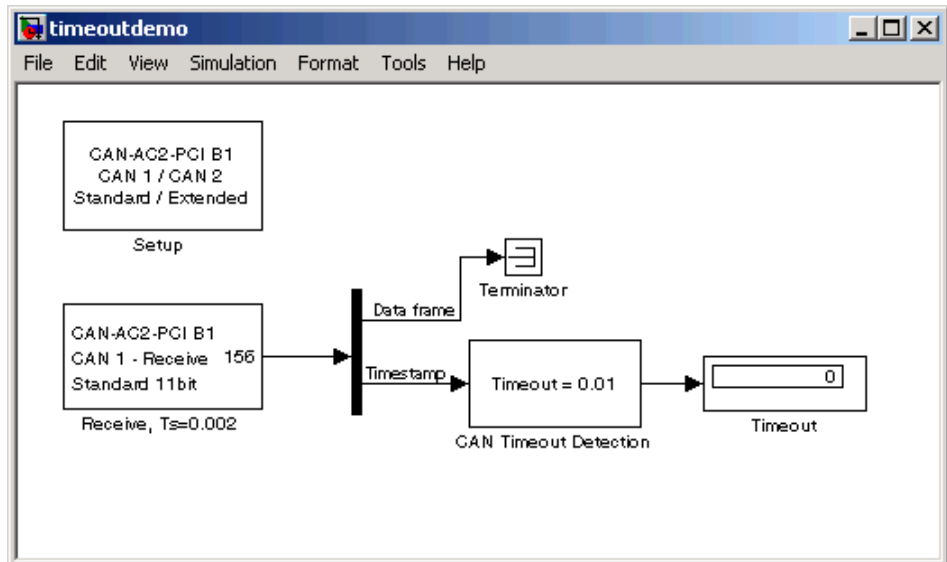 timeoutdemo
File Edit View Simulation Format Tools Help
CAN-AC2-PCI B1
CAN 1 / CAN 2
Standard / Extended
Setup
Terminator
Data frame
CAN-AC2-PCI B1
CAN 1 - Receive 156
Standard 11bit
Receive, Ts=0.002
Timestamp
Timeout = 0.01
CAN Timeout Detection
0
Timeout